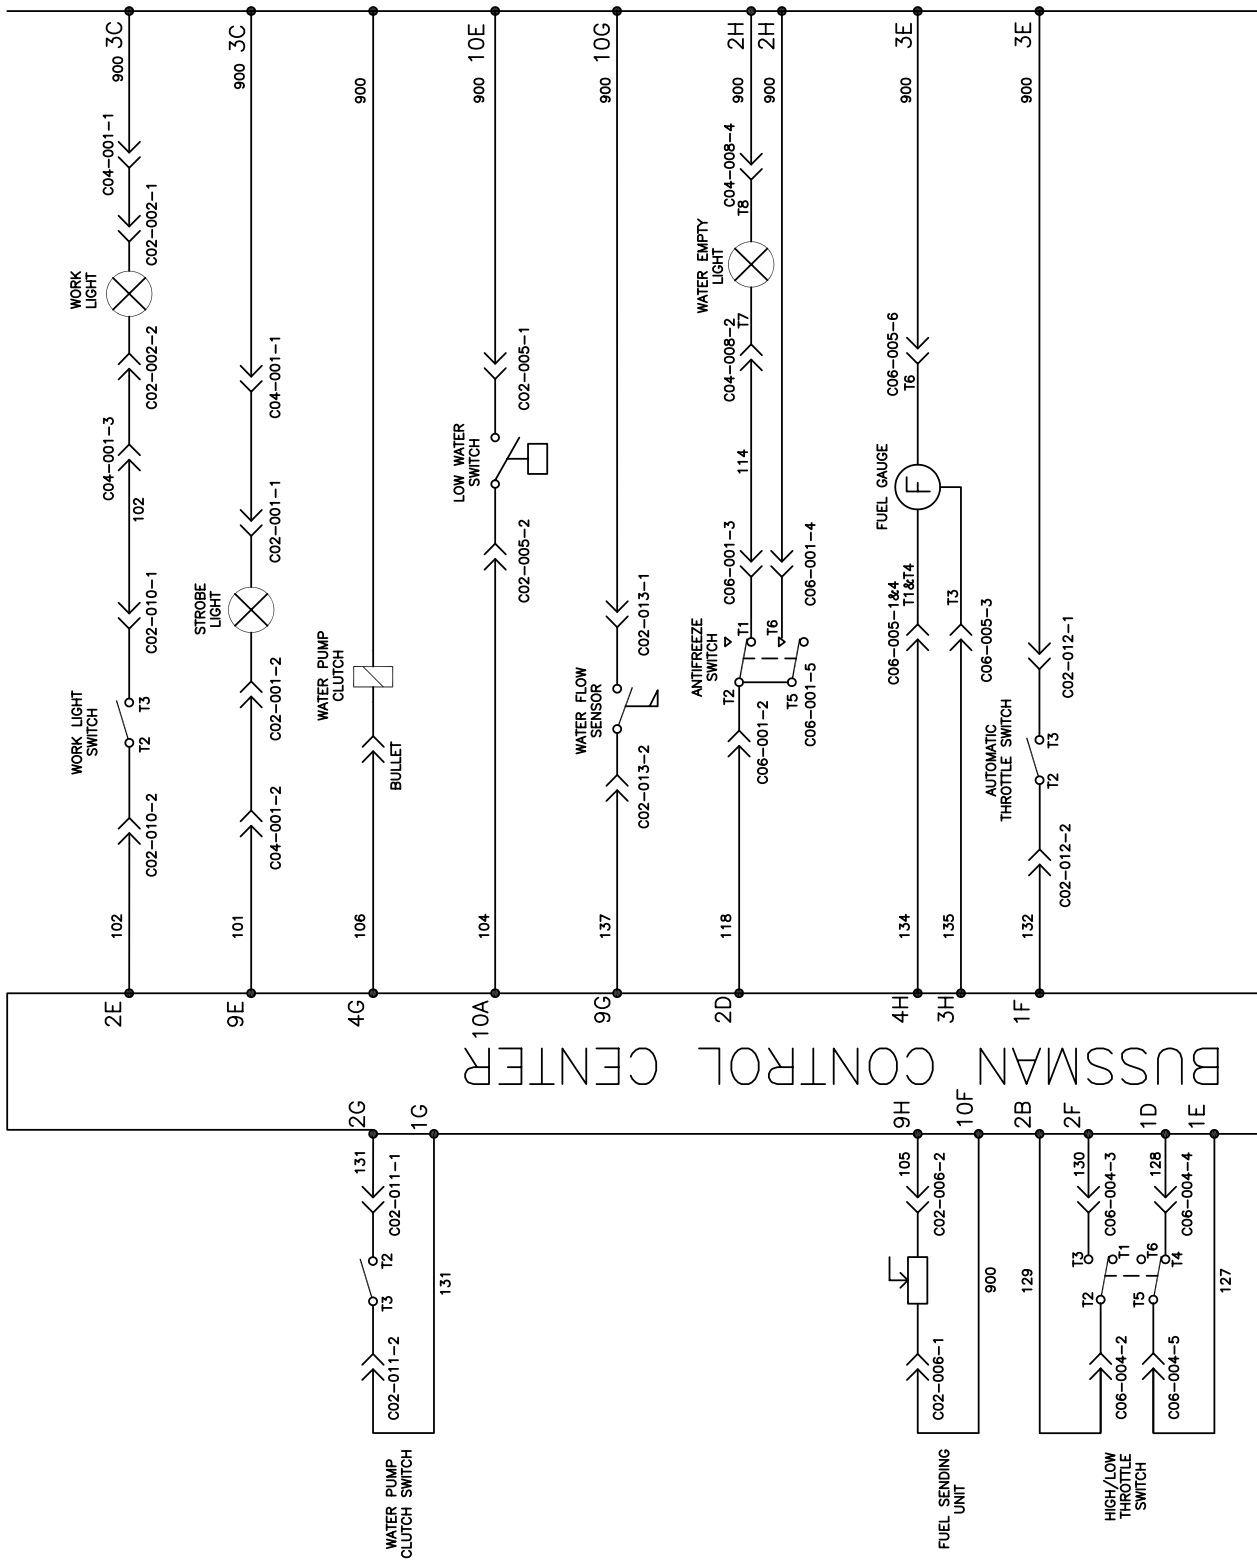 900
3C
C04-001-1
C02-002-1
WORK
LIGHT
C02-002-2
C04-001-3
102
C02-010-1
WORK LIGHT
SWITCH
T3
T2
C02-010-2
102
2E
900
3C
C04-001-1
C02-001-1
STROBE
LIGHT
C02-001-2
C04-001-2
101
9E
900
WATER PUMP
CLUTCH
BULLET
106
4G
10E
900
C02-005-1
LOW WATER
SWITCH
C02-005-2
104
10A
10G
900
C02-013-1
WATER FLOW
SENSOR
C02-013-2
137
9G
2H
2H
900
900
C04-008-4
T8
WATER EMPTY
LIGHT
T7
C04-008-2
114
C06-001-3
C06-001-4
ANTIFREEZE
SWITCH
T1
T6
T2
T5
C06-001-5
C06-001-2
118
2D
3E
900
C06-005-6
T6
FUEL GAUGE
F
T1&T4
C06-005-1&4
T3
C06-005-3
134
135
4H
3H
3E
900
C02-012-1
AUTOMATIC
THROTTLE SWITCH
T3
T2
C02-012-2
132
1F
BUSSMAN CONTROL CENTER
2G
1G
131
C02-011-1
T2
T3
C02-011-2
131
WATER PUMP
CLUTCH SWITCH
9H
10F
105
C02-006-2
900
C02-006-1
FUEL SENDING
UNIT
2B
2F
1D
1E
130
C06-004-3
128
C06-004-4
T3
T1
T6
T4
T2
T5
129
127
C06-004-2
C06-004-5
HIGH/LOW
THROTTLE
SWITCH